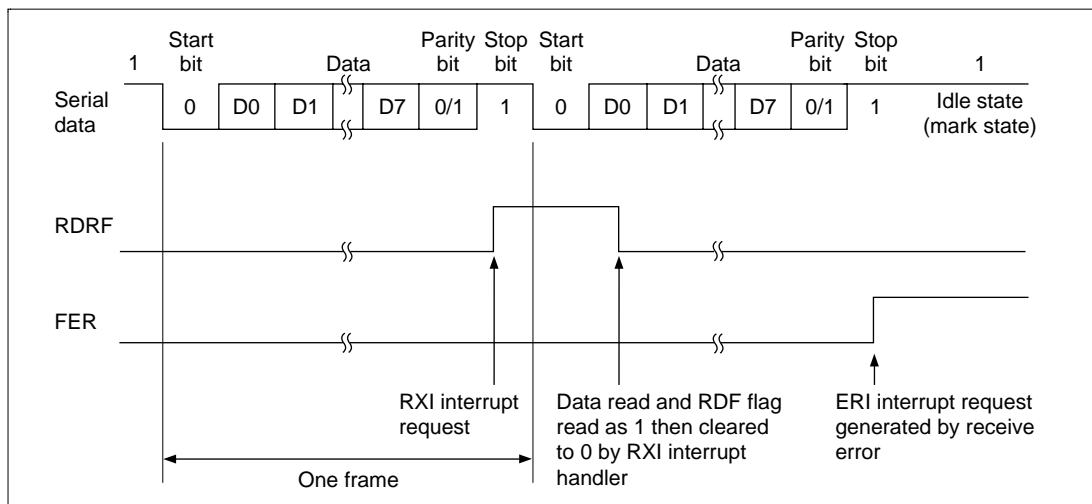 1 Start bit Data Parity bit Stop bit Start bit Data Parity bit Stop bit 1
Serial data 0 D0 D1 D7 0/1 1 0 D0 D1 D7 0/1 1 Idle state (mark state)
RDRF
FER
RXI interrupt request
Data read and RDF flag read as 1 then cleared to 0 by RXI interrupt handler
ERI interrupt request generated by receive error
One frame